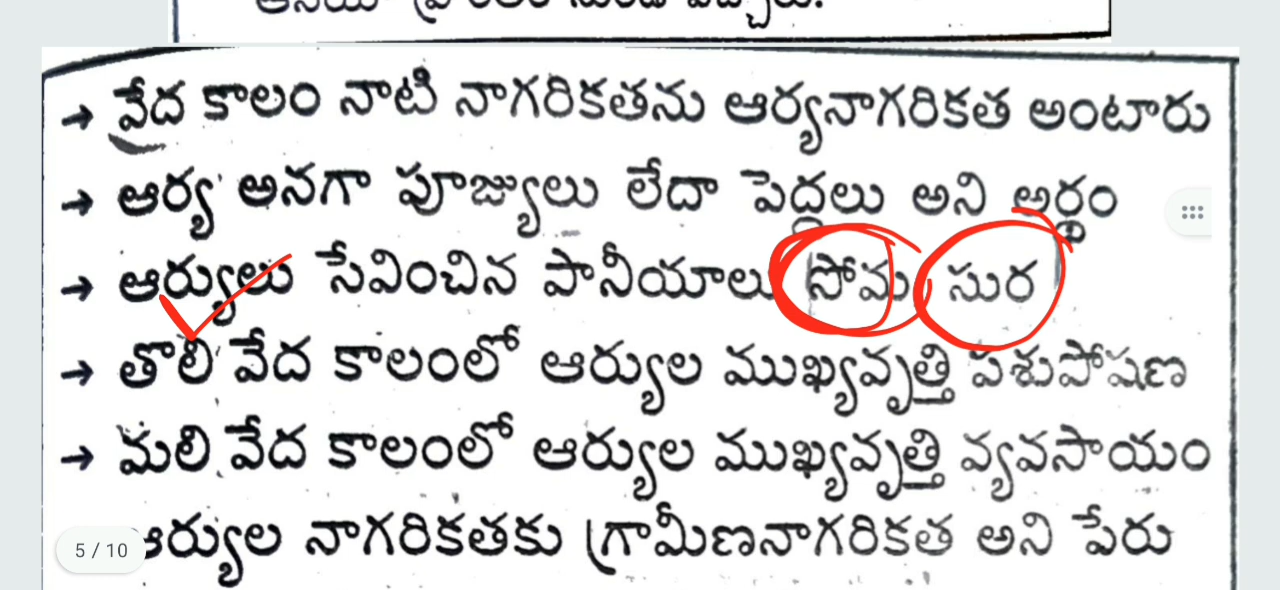 → వేద కాలం నాటి నాగరికతను ఆర్యనాగరికత అంటారు
→ ఆర్య అనగా పూజ్యులు లేదా పెద్దలు అని అర్థం
→ ఆర్యులు సేవించిన పానీయాలు సోమ సుర
→ తొలి వేద కాలంలో ఆర్యుల ముఖ్యవృత్తి పశుపోషణ
→ మలి వేద కాలంలో ఆర్యుల ముఖ్యవృత్తి వ్యవసాయం
ఆర్యుల నాగరికతకు గ్రామీణనాగరికత అని పేరు
5 / 10